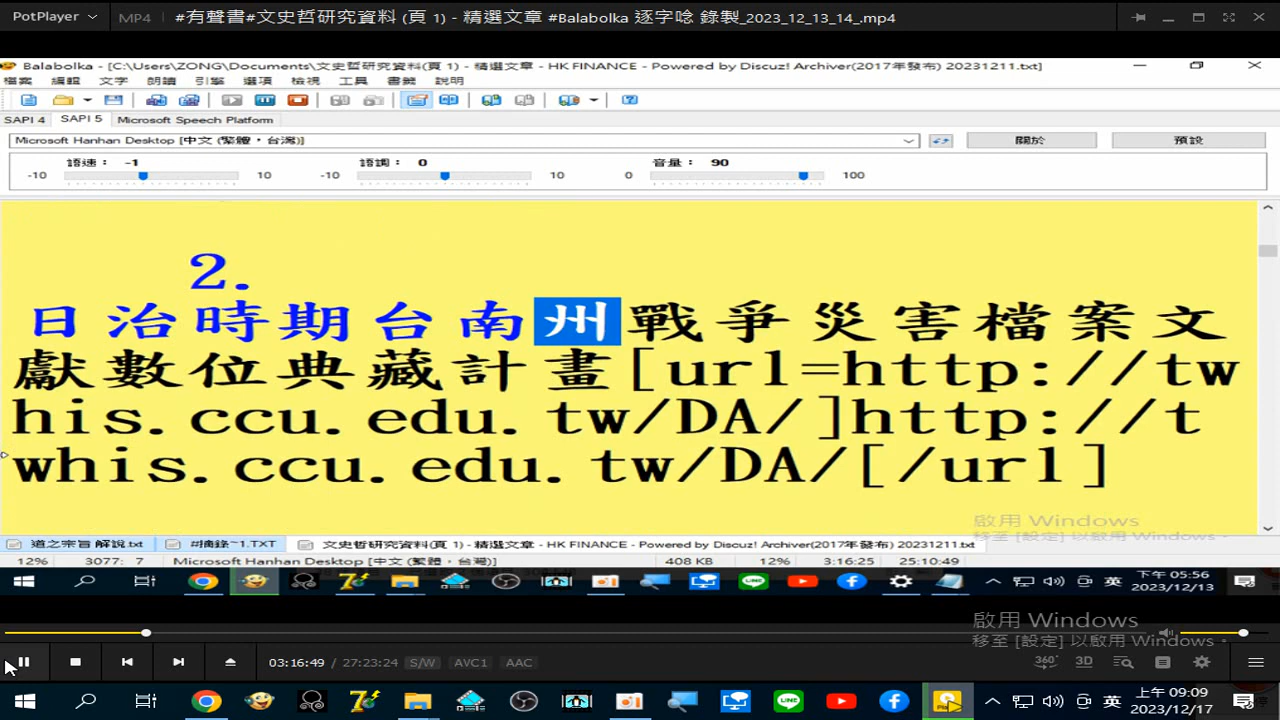 PotPlayer MP4 #有聲書#文史哲研究資料 (頁 1) - 精選文章 #Balabolka 逐字唸 錄製_2023_12_13_14_.mp4
Balabolka - [C:\Users\ZONG\Documents\文史哲研究資料(頁 1) - 精選文章 - HK FINANCE - Powered by Discuz! Archiver(2017年發布) 20231211.txt]
檔案 編輯 文字 朗讀 引擎 選項 檢視 工具 書籤 說明
SAPI 4 SAPI 5 Microsoft Speech Platform
Microsoft Hanhan Desktop [中文 (繁體，台灣)] 關於 預設
語速： -1 語調： 0 音量： 90
-10 10 -10 10 0 100
2.
日治時期台南州戰爭災害檔案文
獻數位典藏計畫[url=http://tw
his.ccu.edu.tw/DA/]http://t
whis.ccu.edu.tw/DA/[/url]
啟用 Windows
移至 [設定] 以啟用 Windows。
道之宗旨 解說.txt #摘錄~1.TXT 文史哲研究資料(頁 1) - 精選文章 - HK FINANCE - Powered by Discuz! Archiver(2017年發布) 20231211.txt
12% 3077: 7 Microsoft Hanhan Desktop [中文 (繁體，台灣)] 408 KB 12% 3:16:25 25:10:49
英 下午 05:56
2023/12/13
啟用 Windows
移至 [設定] 以啟用 Windows。
03:16:49 / 27:23:24 S/W AVC1 AAC 360° 3D
英 上午 09:09
2023/12/17